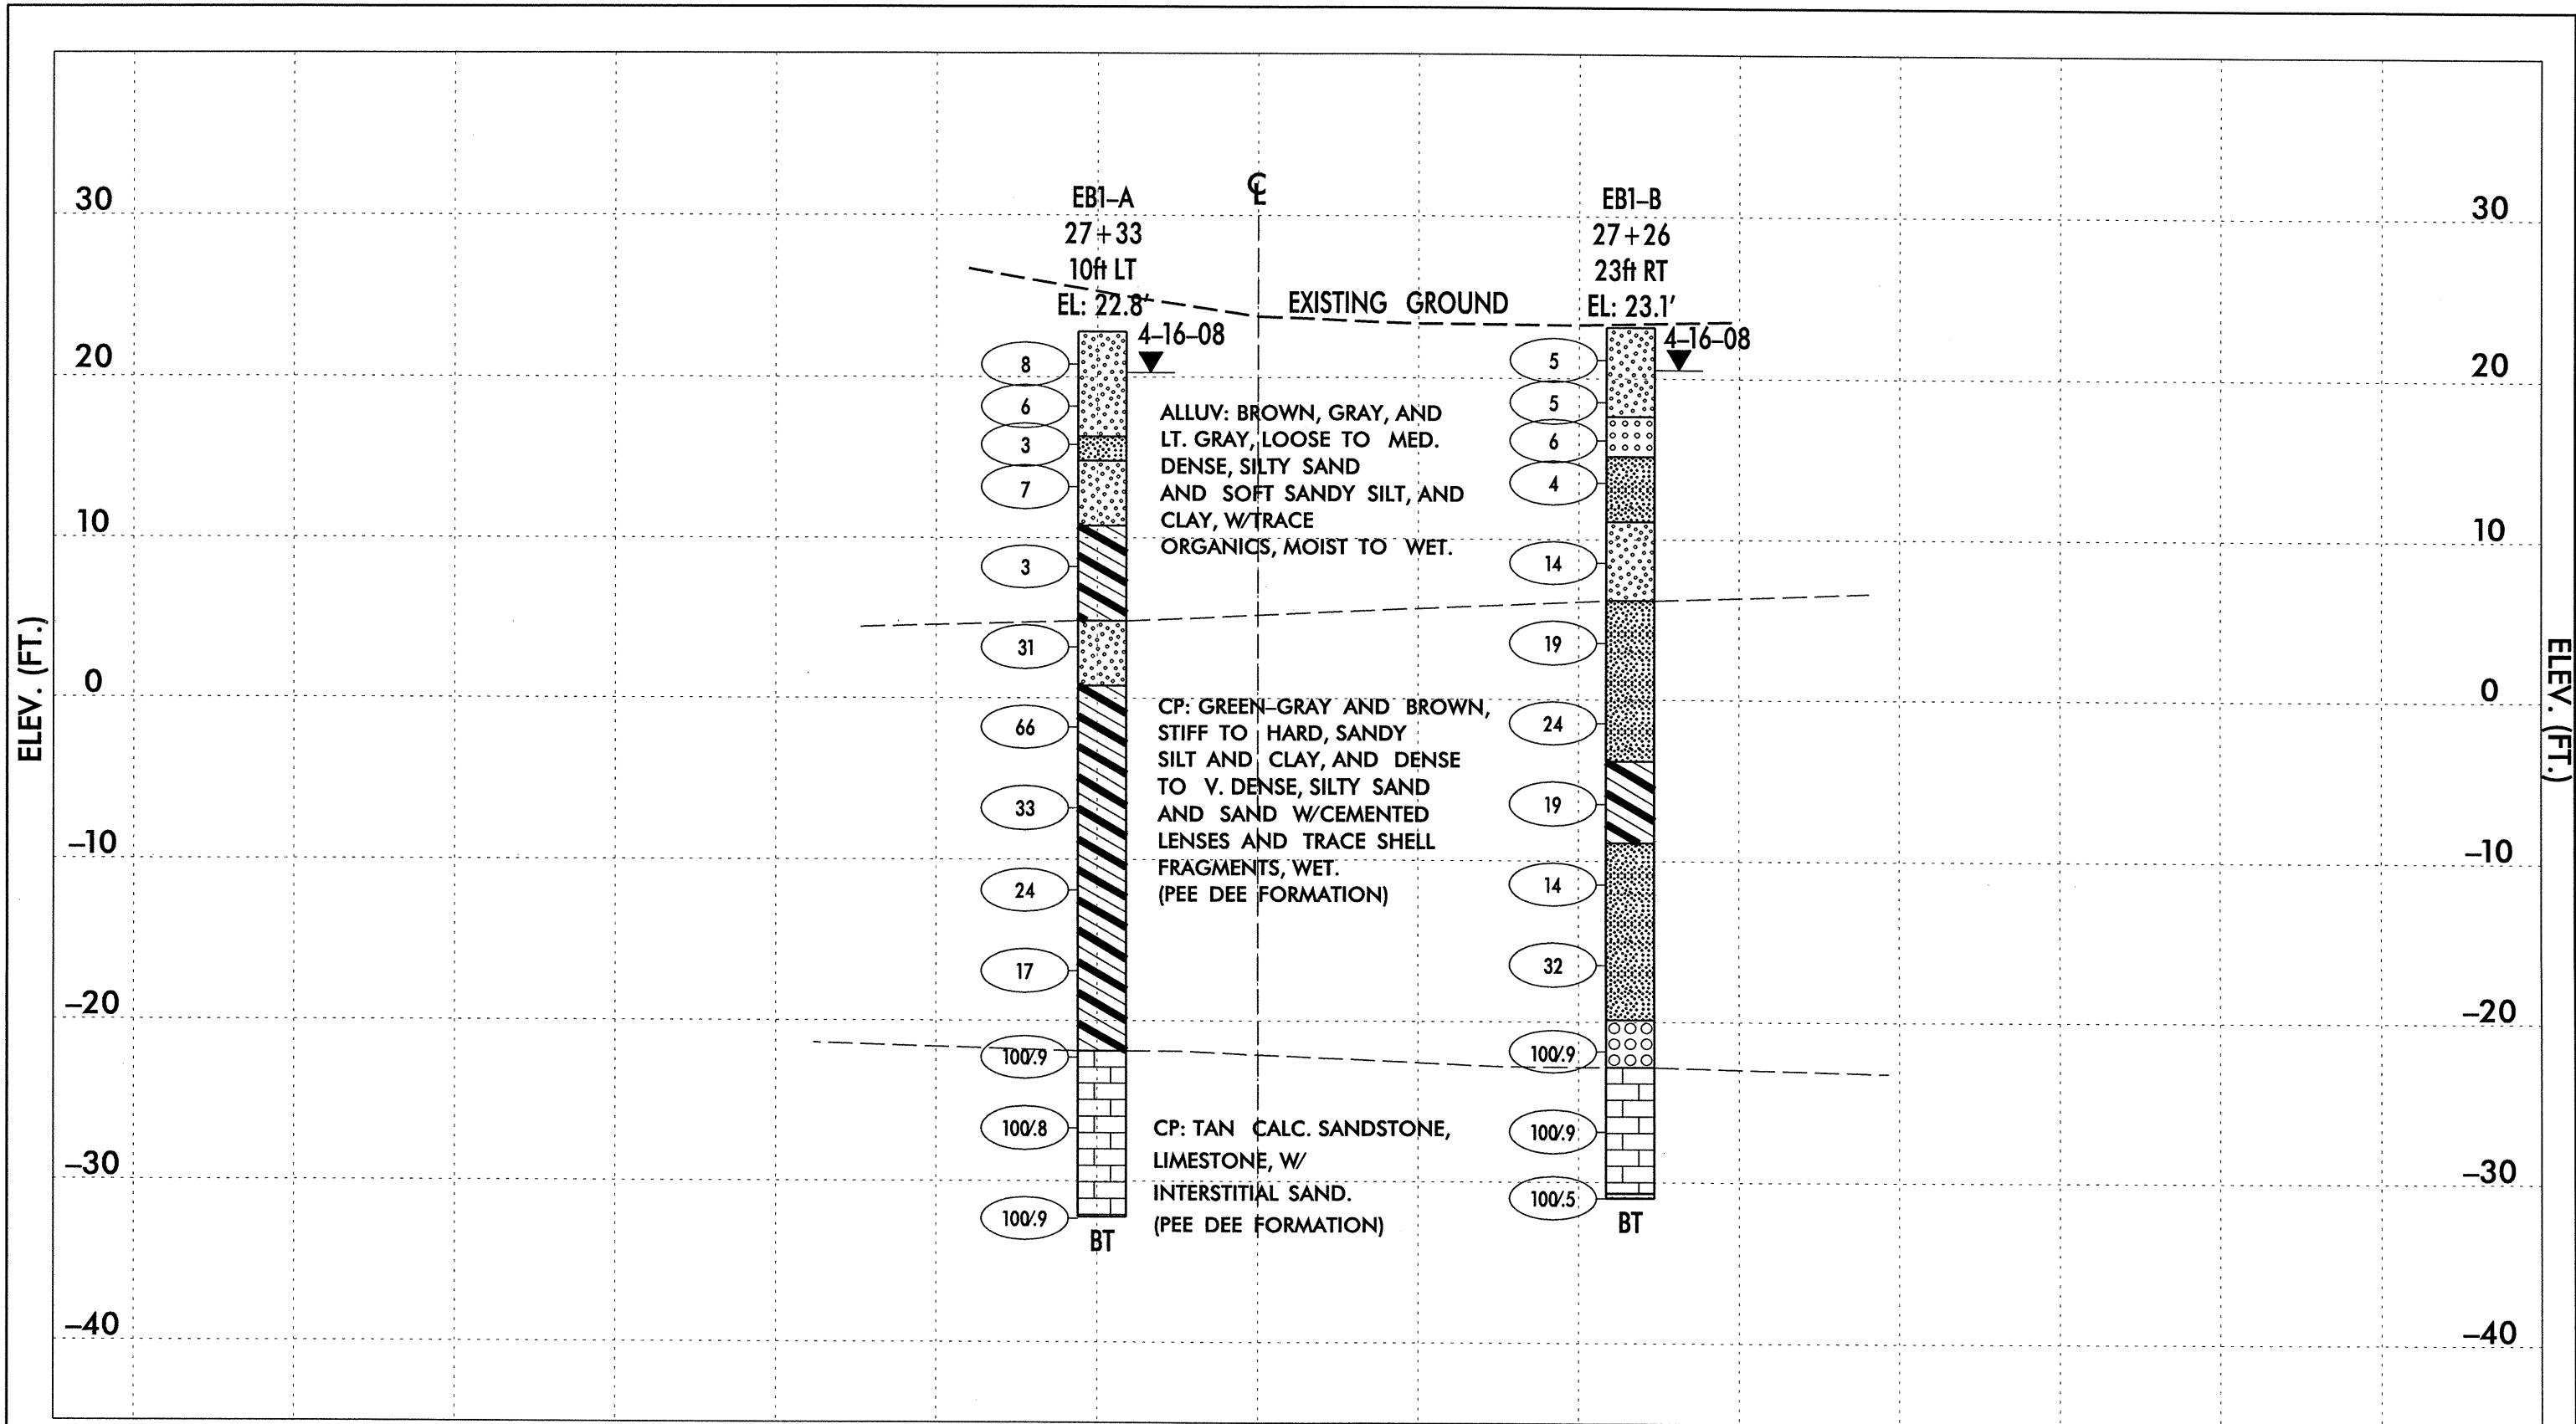 30
20
10
0
–10
–20
–30
–40
ELEV. (FT.)
EB1–A
27+33
10ft LT
EL: 22.8'
4–16–08
8
6
3
7
3
31
66
33
24
17
100/.9
100/.8
100/.9
BT
℄
EXISTING GROUND
ALLUV: BROWN, GRAY, AND
LT. GRAY, LOOSE TO MED.
DENSE, SILTY SAND
AND SOFT SANDY SILT, AND
CLAY, W/TRACE
ORGANICS, MOIST TO WET.
CP: GREEN–GRAY AND BROWN,
STIFF TO HARD, SANDY
SILT AND CLAY, AND DENSE
TO V. DENSE, SILTY SAND
AND SAND W/CEMENTED
LENSES AND TRACE SHELL
FRAGMENTS, WET.
(PEE DEE FORMATION)
CP: TAN CALC. SANDSTONE,
LIMESTONE, W/
INTERSTITIAL SAND.
(PEE DEE FORMATION)
EB1–B
27+26
23ft RT
EL: 23.1'
4–16–08
5
5
6
4
14
19
24
19
14
32
100/.9
100/.9
100/.5
BT
30
20
10
0
–10
–20
–30
–40
ELEV. (FT.)